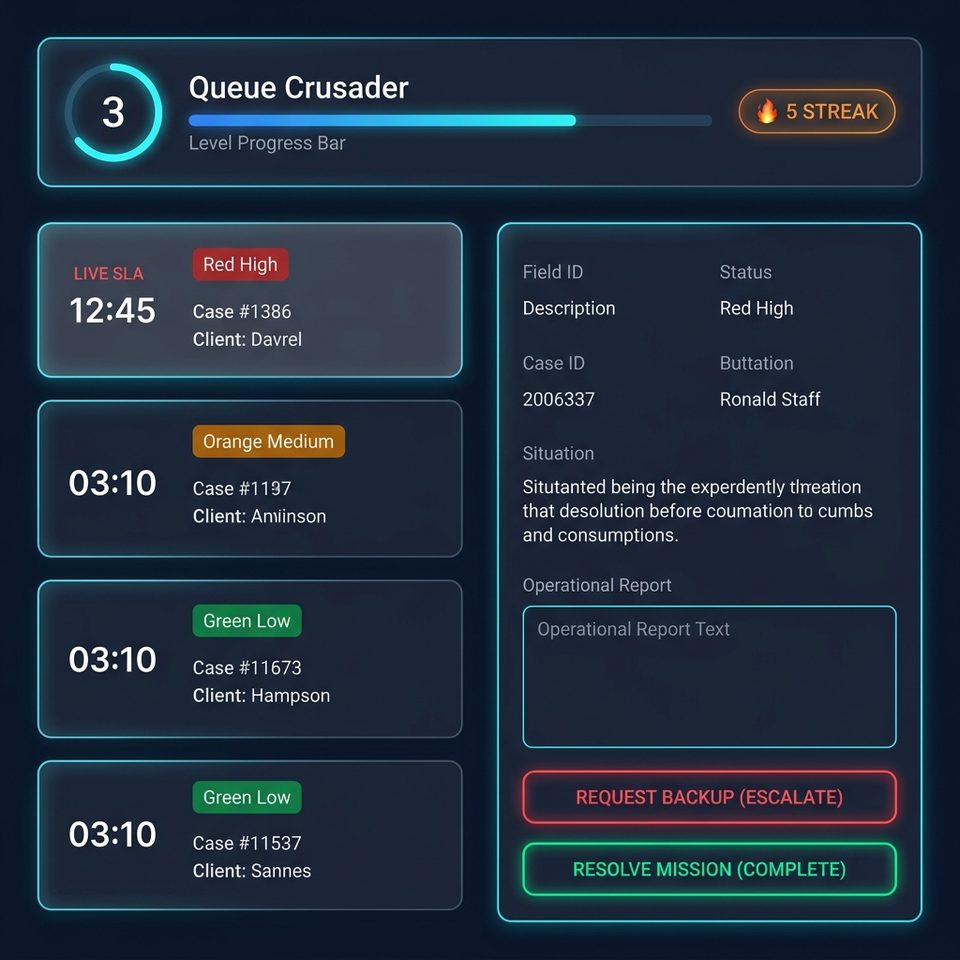 3
Queue Crusader
Level Progress Bar
🔥 5 STREAK
LIVE SLA
12:45
Red High
Case #1386
Client: Davrel
03:10
Orange Medium
Case #1197
Client: Amiinson
03:10
Green Low
Case #11673
Client: Hampson
03:10
Green Low
Case #11537
Client: Sannes
Field ID
Status
Description
Red High
Case ID
Buttation
2006337
Ronald Staff
Situation
Situtanted being the experdently
that desolution before coumation to cumbs
and consumptions.
Operational Report
Operational Report Text
REQUEST BACKUP (ESCALATE)
RESOLVE MISSION (COMPLETE)